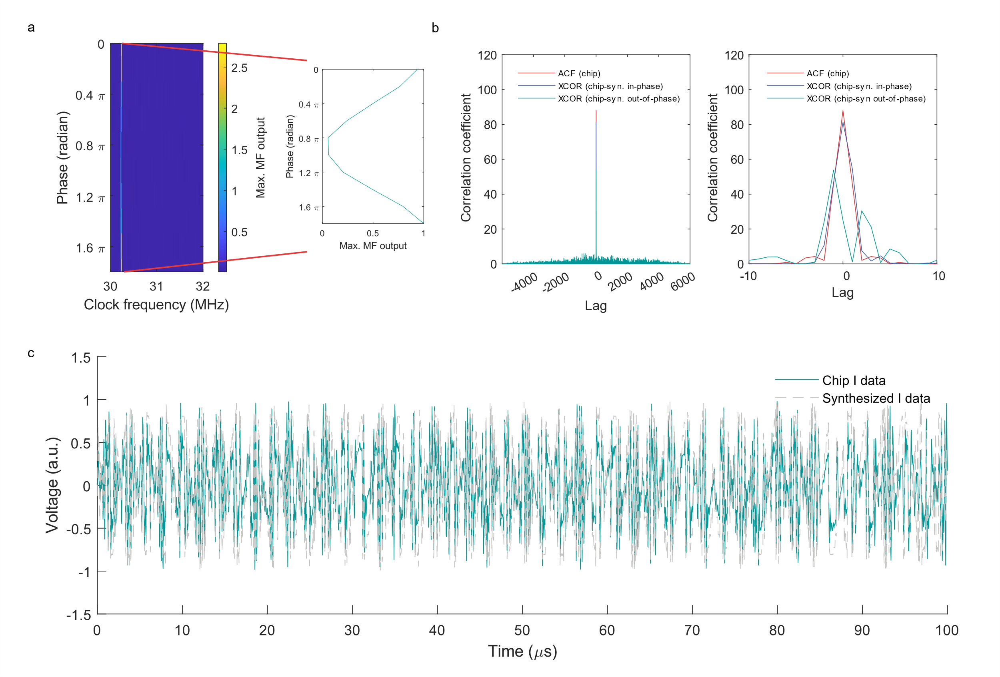 a
0
0.4 π
0.8 π
1.2 π
1.6 π
Phase (radian)
30 31 32
Clock frequency (MHz)
2.5
2
1.5
1
0.5
Max. MF output
0
0.4 π
0.8 π
1.2 π
1.6 π
Phase (radian)
0 0.5 1
Max. MF output
b
120
100
80
60
40
20
0
Correlation coefficient
ACF (chip)
XCOR (chip-syn. in-phase)
XCOR (chip-syn. out-of-phase)
-4000 -2000 0 2000 4000 6000
Lag
120
100
80
60
40
20
0
Correlation coefficient
ACF (chip)
XCOR (chip-syn. in-phase)
XCOR (chip-syn out-of-phase)
-10 0 10
Lag
c
1.5
1
0.5
0
-0.5
-1
-1.5
Voltage (a.u.)
Chip I data
Synthesized I data
0 10 20 30 40 50 60 70 80 90 100
Time (μs)